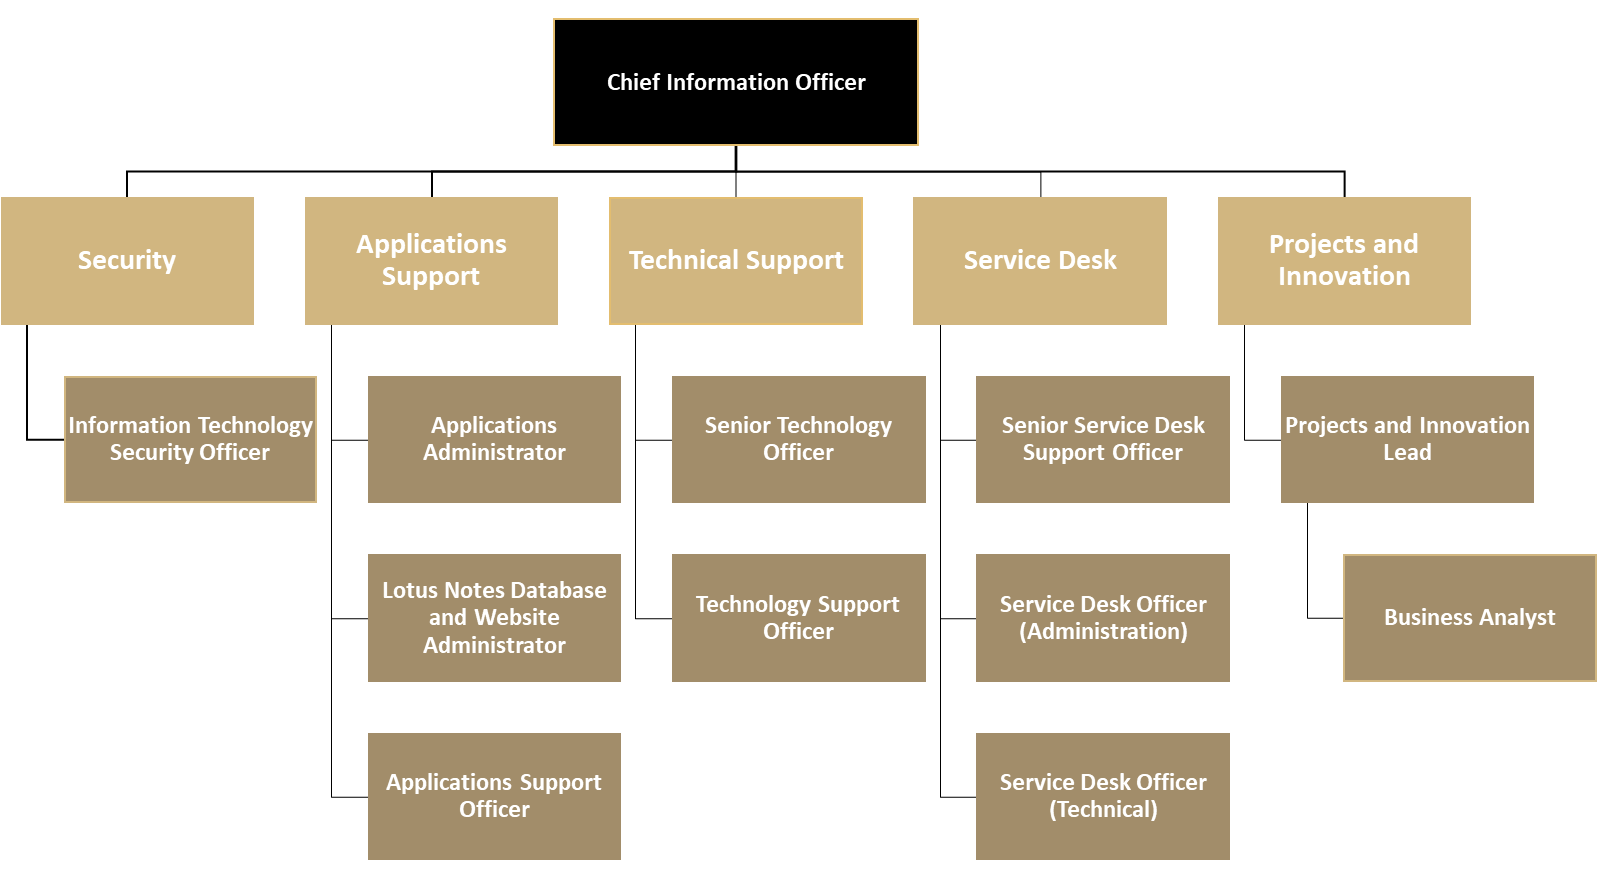 Chief Information Officer
Security
Applications
Support
Technical Support
Service Desk
Projects and
Innovation
Information Technology
Security Officer
Applications
Administrator
Senior Technology
Officer
Senior Service Desk
Support Officer
Projects and Innovation
Lead
Lotus Notes Database
and Website
Administrator
Technology Support
Officer
Service Desk Officer
(Administration)
Business Analyst
Applications Support
Officer
Service Desk Officer
(Technical)